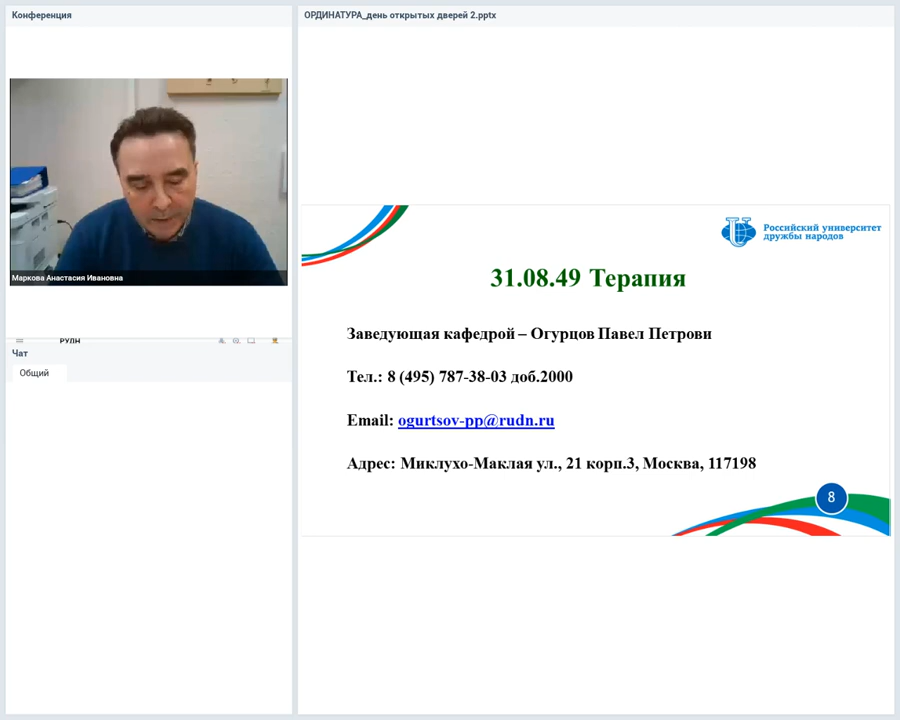 Конференция
Маркова Анастасия Ивановна
РУДН
Чат
Общий
ОРДИНАТУРА_день открытых дверей 2.pptx
Российский университет
дружбы народов
31.08.49 Терапия
Заведующая кафедрой – Огурцов Павел Петрови
Тел.: 8 (495) 787-38-03 доб.2000
Email: ogurtsov-pp@rudn.ru
Адрес: Миклухо-Маклая ул., 21 корп.3, Москва, 117198
8